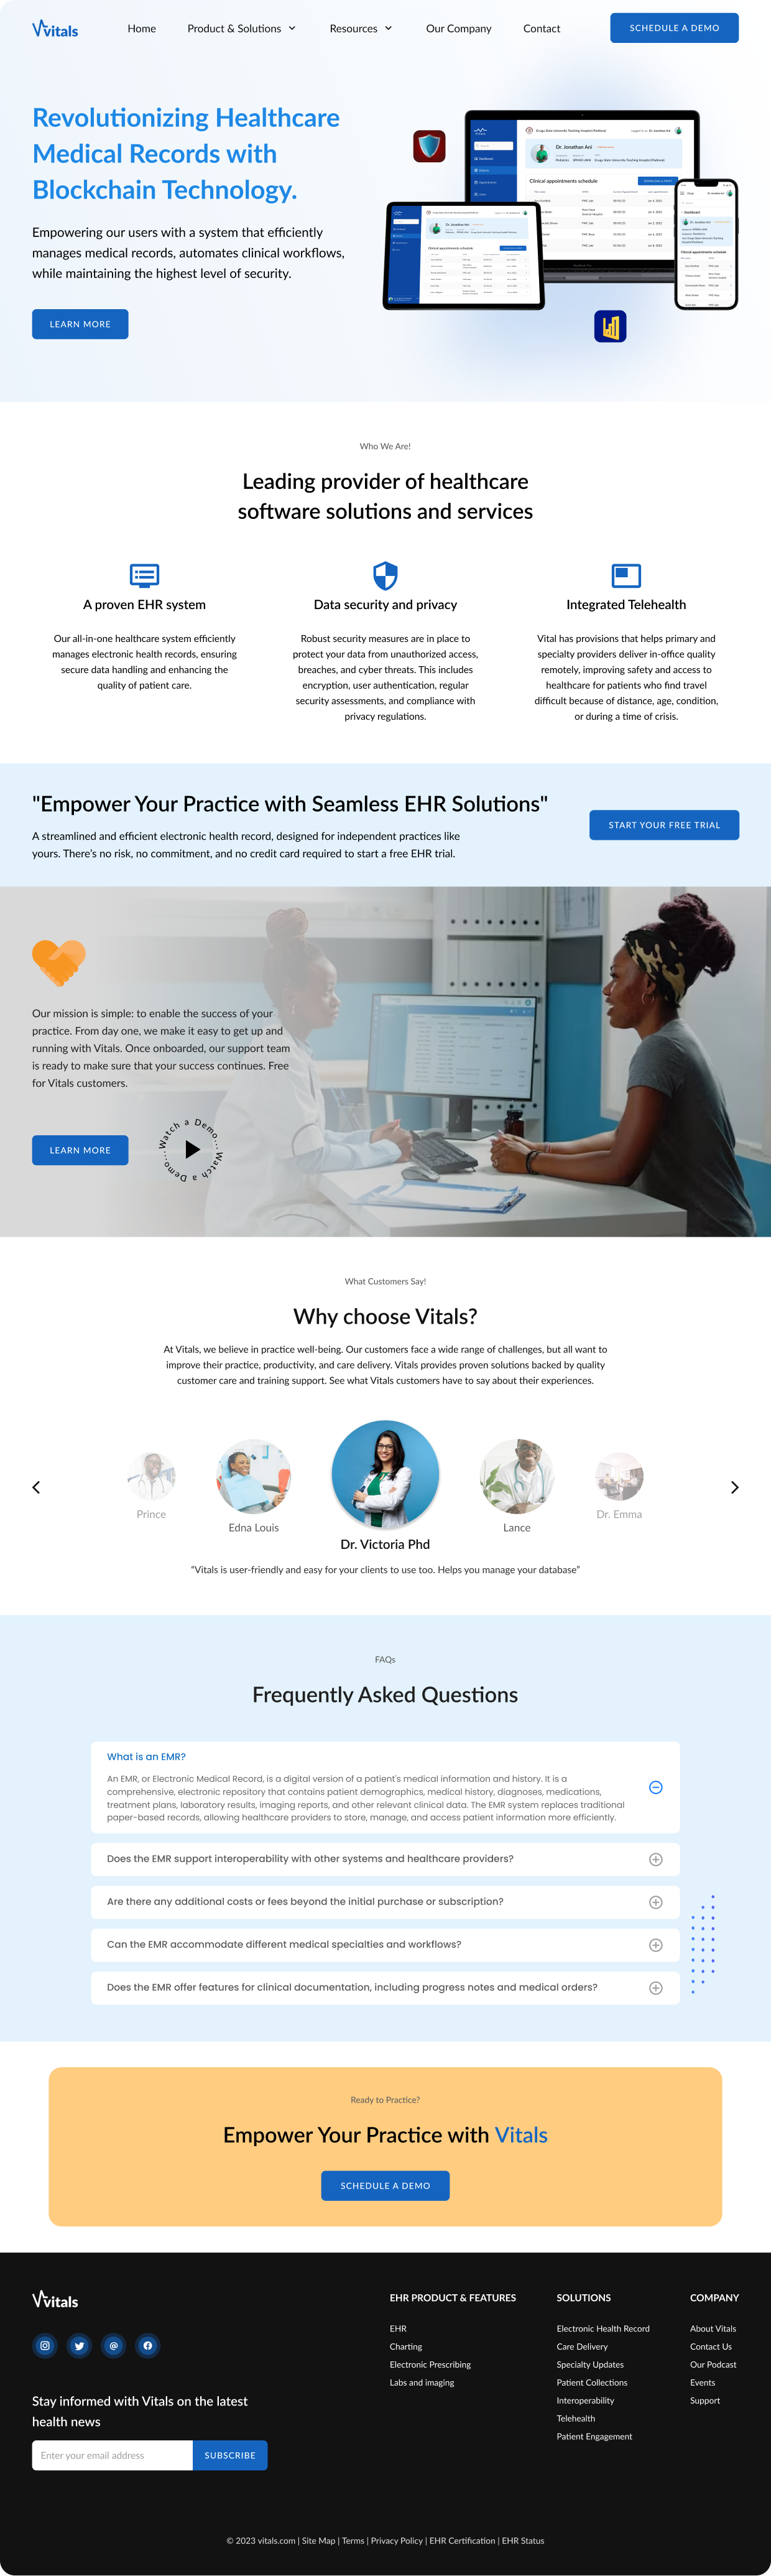 vitals
Home
Product & Solutions
Resources
Our Company
Contact
SCHEDULE A DEMO
Revolutionizing Healthcare
Medical Records with
Blockchain Technology.
Empowering our users with a system that efficiently
manages medical records, automates clinical workflows,
while maintaining the highest level of security.
LEARN MORE
Dr. Jonathan Ani
Clinical appointments schedule
Clinical appointments schedule
Clinical appointments schedule
Who We Are!
Leading provider of healthcare
software solutions and services
A proven EHR system
Our all-in-one healthcare system efficiently
manages electronic health records, ensuring
secure data handling and enhancing the
quality of patient care.
Data security and privacy
Robust security measures are in place to
protect your data from unauthorized access,
breaches, and cyber threats. This includes
encryption, user authentication, regular
security assessments, and compliance with
privacy regulations.
Integrated Telehealth
Vital has provisions that helps primary and
specialty providers deliver in-office quality
remotely, improving safety and access to
healthcare for patients who find travel
difficult because of distance, age, condition,
or during a time of crisis.
"Empower Your Practice with Seamless EHR Solutions"
A streamlined and efficient electronic health record, designed for independent practices like
yours. There's no risk, no commitment, and no credit card required to start a free EHR trial.
START YOUR FREE TRIAL
Our mission is simple: to enable the success of your
practice. From day one, we make it easy to get up and
running with Vitals. Once onboarded, our support team
is ready to make sure that your success continues. Free
for Vitals customers.
LEARN MORE
Watch a Demo... Watch a Demo...
What Customers Say!
Why choose Vitals?
At Vitals, we believe in practice well-being. Our customers face a wide range of challenges, but all want to
improve their practice, productivity, and care delivery. Vitals provides proven solutions backed by quality
customer care and training support. See what Vitals customers have to say about their experiences.
Prince
Edna Louis
Dr. Victoria Phd
Lance
Dr. Emma
“Vitals is user-friendly and easy for your clients to use too. Helps you manage your database”
FAQs
Frequently Asked Questions
What is an EMR?
An EMR, or Electronic Medical Record, is a digital version of a patient's medical information and history. It is a
comprehensive, electronic repository that contains patient demographics, medical history, diagnoses, medications,
treatment plans, laboratory results, imaging reports, and other relevant clinical data. The EMR system replaces traditional
paper-based records, allowing healthcare providers to store, manage, and access patient information more efficiently.
Does the EMR support interoperability with other systems and healthcare providers?
Are there any additional costs or fees beyond the initial purchase or subscription?
Can the EMR accommodate different medical specialties and workflows?
Does the EMR offer features for clinical documentation, including progress notes and medical orders?
Ready to Practice?
Empower Your Practice with Vitals
SCHEDULE A DEMO
vitals
Stay informed with Vitals on the latest
health news
Enter your email address
SUBSCRIBE
EHR PRODUCT & FEATURES
EHR
Charting
Electronic Prescribing
Labs and imaging
SOLUTIONS
Electronic Health Record
Care Delivery
Specialty Updates
Patient Collections
Interoperability
Telehealth
Patient Engagement
COMPANY
About Vitals
Contact Us
Our Podcast
Events
Support
© 2023 vitals.com | Site Map | Terms | Privacy Policy | EHR Certification | EHR Status